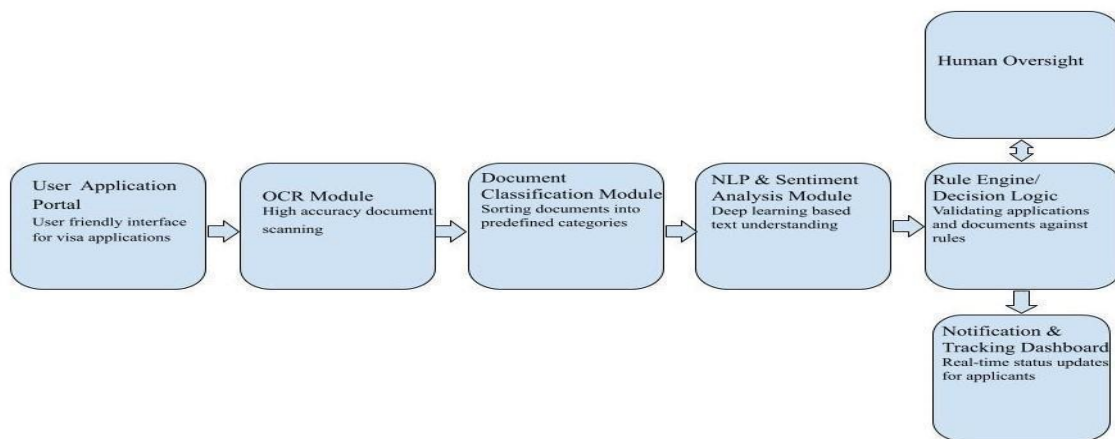 User Application
Portal
User friendly interface
for visa applications
OCR Module
High accuracy document
scanning
Document
Classification Module
Sorting documents into
predefined categories
NLP & Sentiment
Analysis Module
Deep learning based
text understanding
Human Oversight
Rule Engine/
Decision Logic
Validating applications
and documents against
rules
Notification &
Tracking Dashboard
Real-time status updates
for applicants